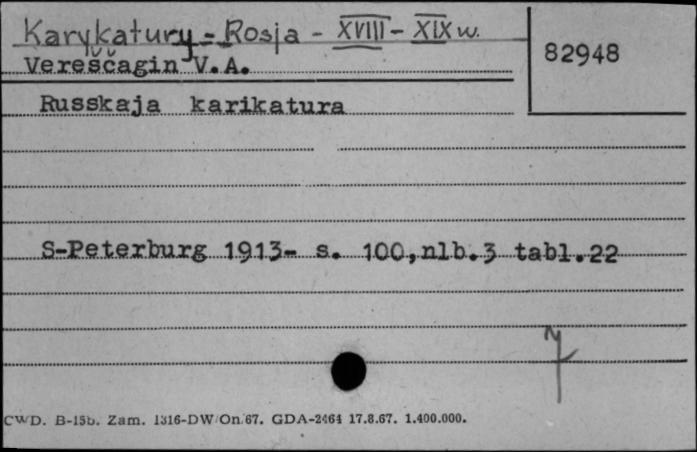 Karykatury - Rosja - XVIII - XIX w.
82948
Vereščagin V.A.
Russkaja karikatura
S-Peterburg 1913- s. 100,nlb.3 tabl.22
CWD. B-15b. Zam. 1316-DW/On/67. GDA-2464 17.8.67. 1.400.000.